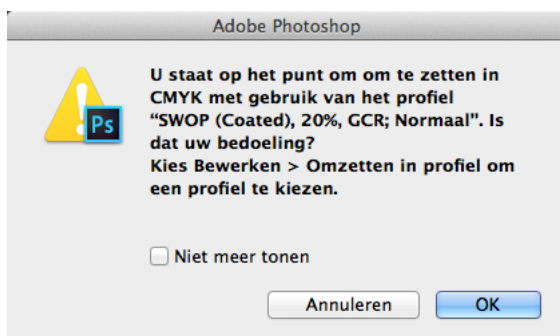 Adobe Photoshop
U staat op het punt om om te zetten in
CMYK met gebruik van het profiel
“SWOP (Coated), 20%, GCR; Normaal”. Is
dat uw bedoeling?
Kies Bewerken > Omzetten in profiel om
een profiel te kiezen.
Ps
Niet meer tonen
Annuleren OK